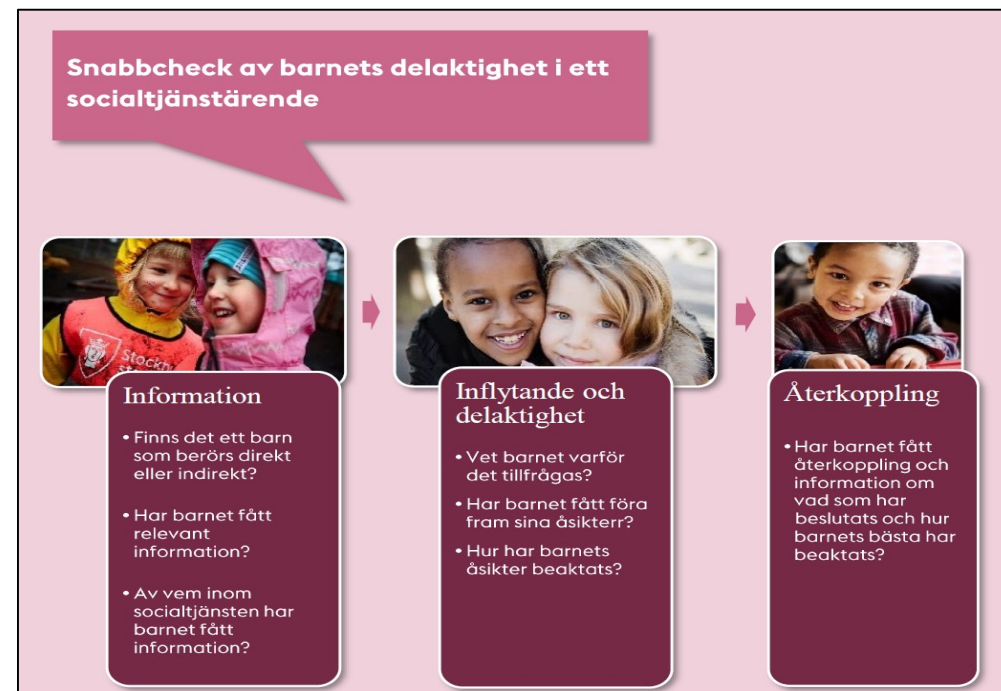 Snabbcheck av barnets delaktighet i ett
socialtjänstärende
Stockho
st
Information
• Finns det ett barn
som berörs direkt
eller indirekt?
• Har barnet fått
relevant
information?
• Av vem inom
socialtjänsten har
barnet fått
information?
Inflytande och
delaktighet
• Vet barnet varför
det tillfrågas?
• Har barnet fått föra
fram sina åsikterr?
• Hur har barnets
åsikter beaktats?
Återkoppling
• Har barnet fått
återkoppling och
information om
vad som har
beslutats och hur
barnets bästa har
beaktats?